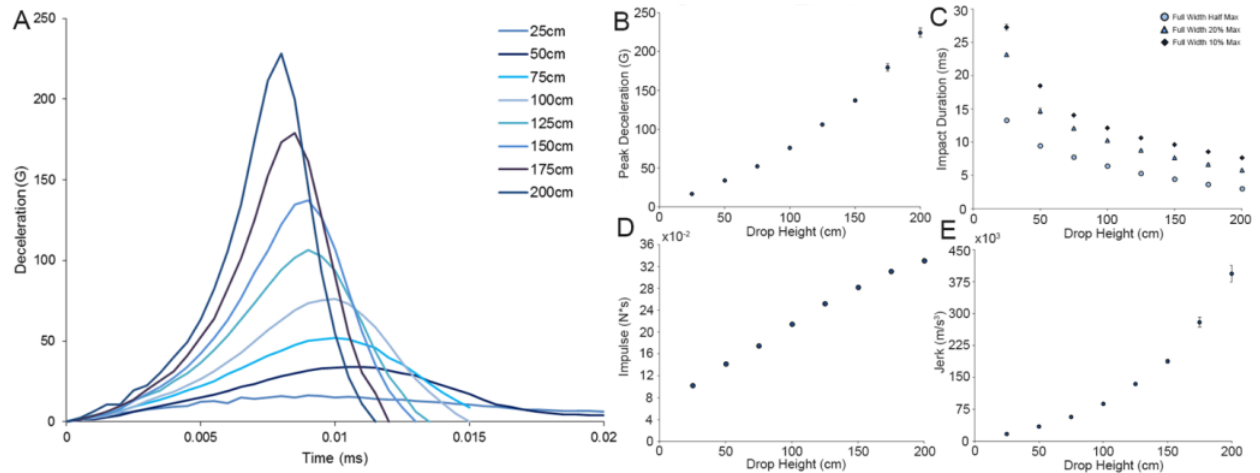 A
Deceleration (G)
250
200
150
100
50
0
0
0.005
0.010
0.015
0.02
Time (ms)
25cm
50cm
75cm
100cm
125cm
150cm
175cm
200cm
B
Peak Deceleration (G)
250
200
150
100
50
0
0
50
100
150
200
Drop Height (cm)
C
Impact Duration (ms)
30
25
20
15
10
5
0
0
50
100
150
200
Drop Height (cm)
Full Width Half Max
Full Width 20% Max
Full Width 10% Max
D
x10-2
Impulse (N*s)
36
32
28
24
20
16
12
8
4
0
0
50
100
150
200
Drop Height (cm)
E
x10³
Jerk (m/s³)
450
375
300
225
150
75
0
0
50
100
150
200
Drop Height (cm)